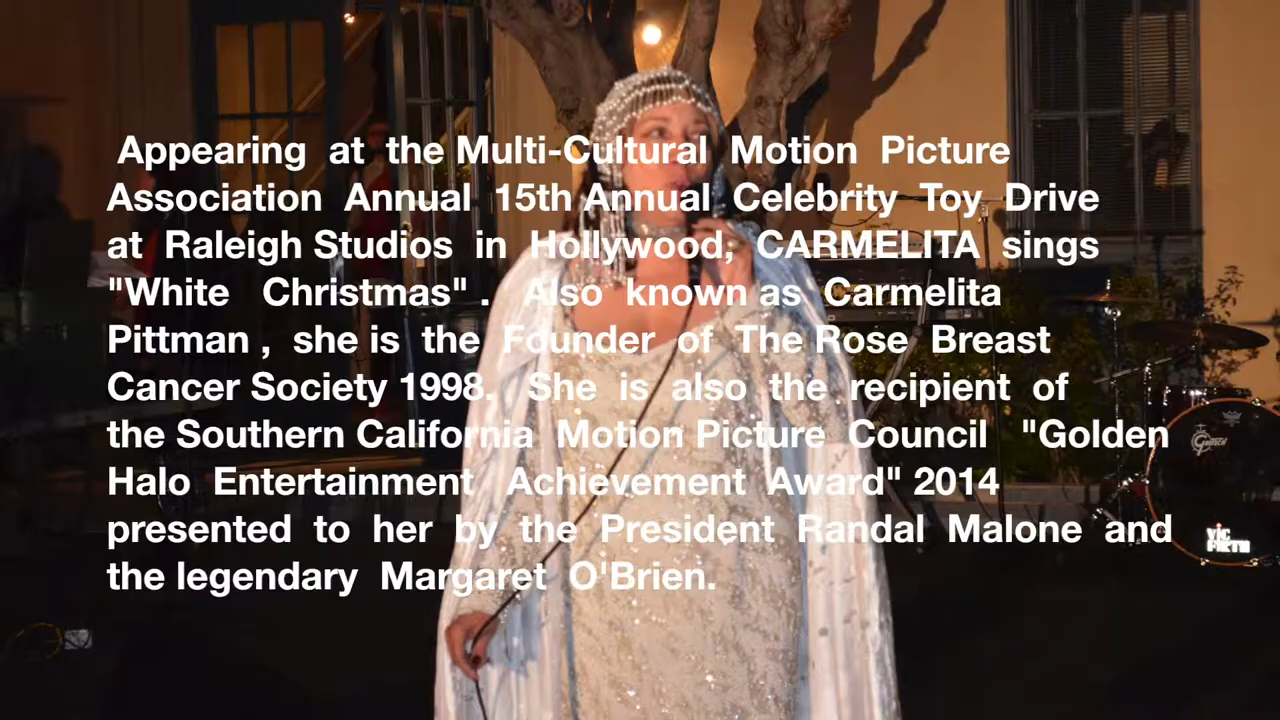 Appearing at the Multi-Cultural Motion Picture
Association Annual 15th Annual Celebrity Toy Drive
at Raleigh Studios in Hollywood, CARMELITA sings
"White Christmas" . Also known as Carmelita
Pittman , she is the Founder of The Rose Breast
Cancer Society 1998. She is also the recipient of
the Southern California Motion Picture Council "Golden
Halo Entertainment Achievement Award" 2014
presented to her by the President Randal Malone and
the legendary Margaret O'Brien.
Gretsch
VIC
FIRTH